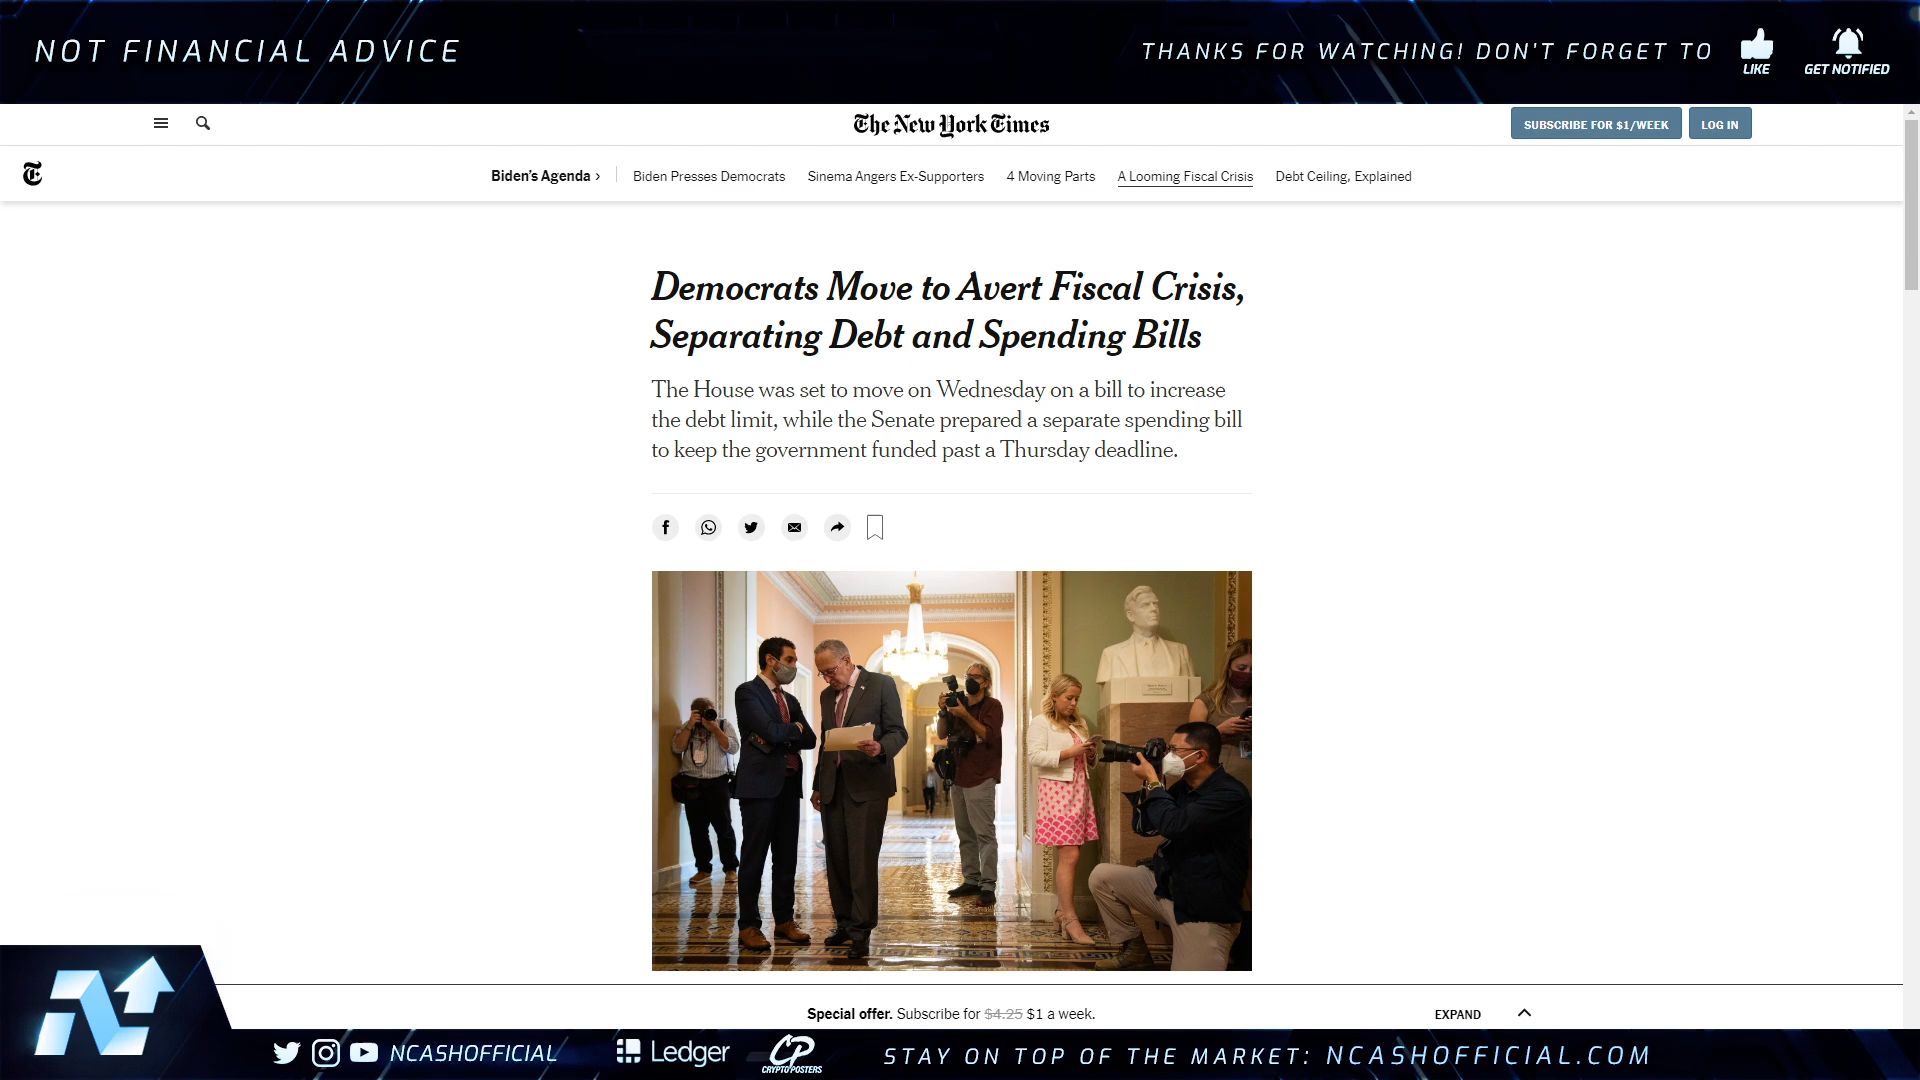 NOT FINANCIAL ADVICE
THANKS FOR WATCHING! DON'T FORGET TO
LIKE
GET NOTIFIED
The New York Times
SUBSCRIBE FOR $1/WEEK
LOG IN
Biden's Agenda ›
Biden Presses Democrats
Sinema Angers Ex-Supporters
4 Moving Parts
A Looming Fiscal Crisis
Debt Ceiling, Explained
Democrats Move to Avert Fiscal Crisis,
Separating Debt and Spending Bills
The House was set to move on Wednesday on a bill to increase
the debt limit, while the Senate prepared a separate spending bill
to keep the government funded past a Thursday deadline.
Special offer. Subscribe for $4.25 $1 a week.
EXPAND
NCASHOFFICIAL
Ledger
CP
CRYPTOPOSTERS
STAY ON TOP OF THE MARKET: NCASHOFFICIAL.COM